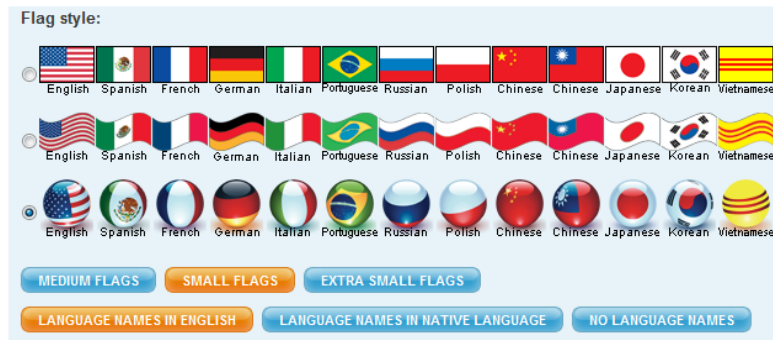 Flag style:
English Spanish French German Italian Portuguese Russian Polish Chinese Chinese Japanese Korean Vietnamese
English Spanish French German Italian Portuguese Russian Polish Chinese Chinese Japanese Korean Vietnamese
English Spanish French German Italian Portuguese Russian Polish Chinese Chinese Japanese Korean Vietnamese
MEDIUM FLAGS SMALL FLAGS EXTRA SMALL FLAGS
LANGUAGE NAMES IN ENGLISH LANGUAGE NAMES IN NATIVE LANGUAGE NO LANGUAGE NAMES